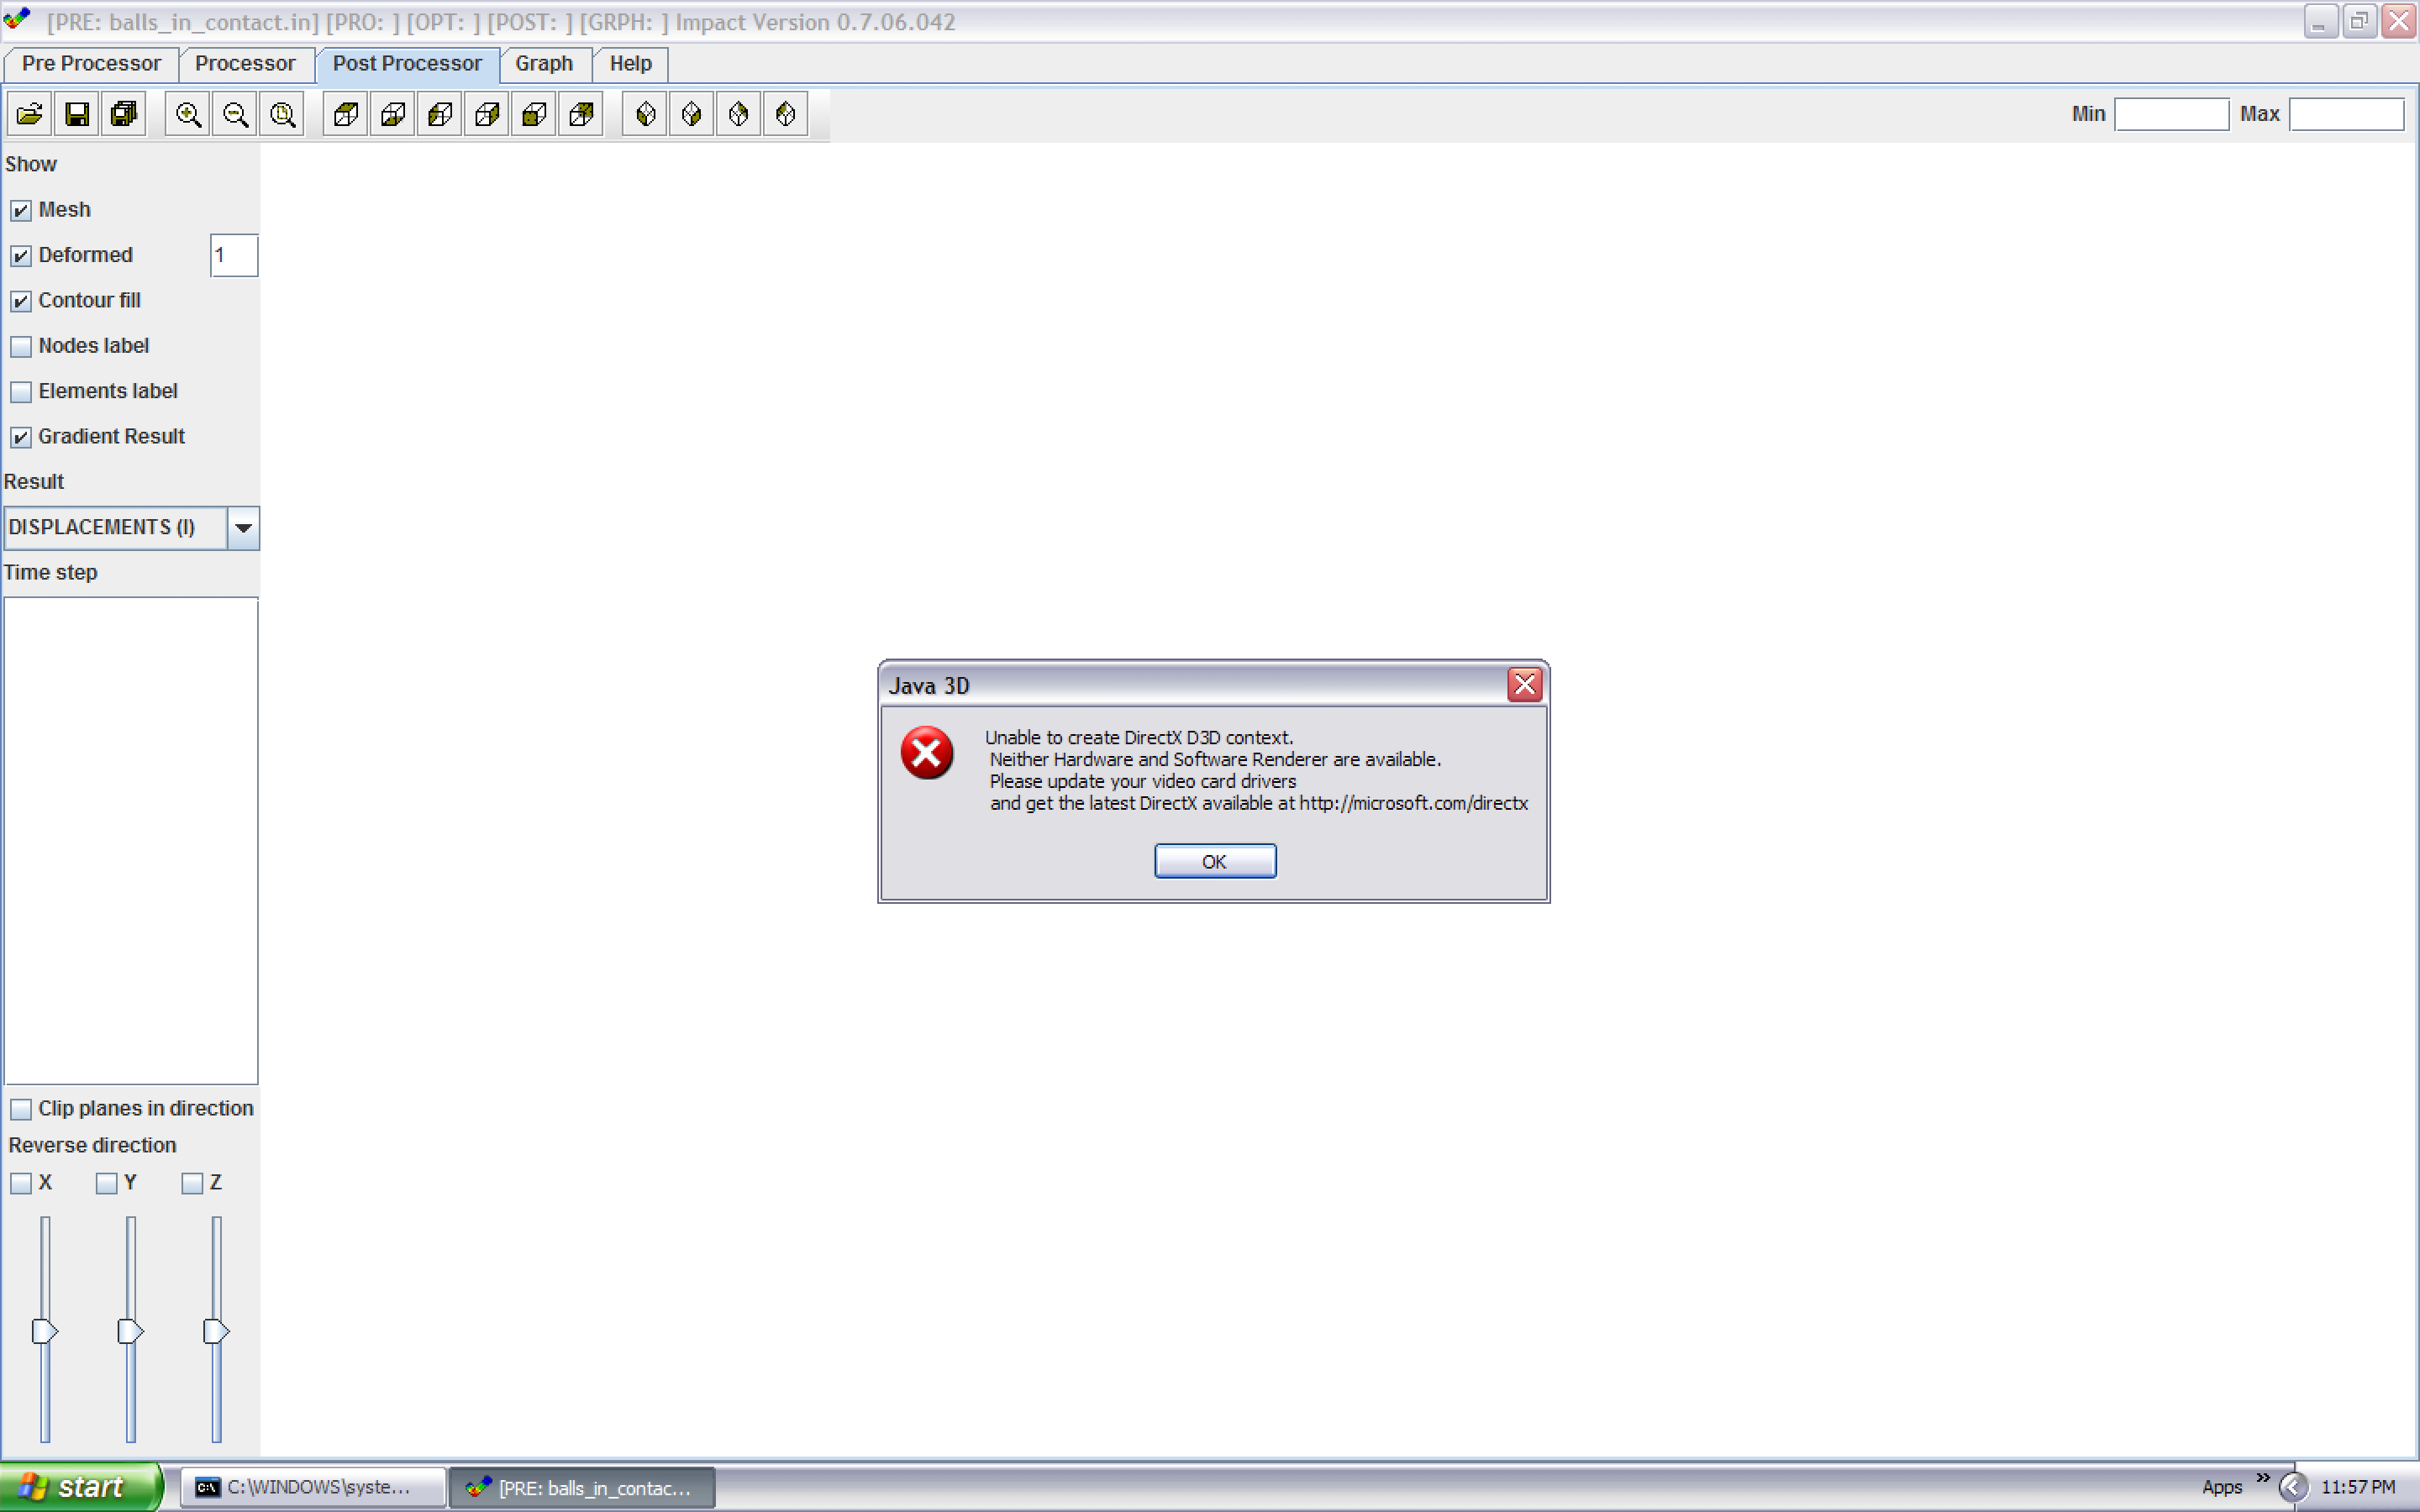 [PRE: balls_in_contact.in] [PRO: ] [OPT: ] [POST: ] [GRPH: ] Impact Version 0.7.06.042
Pre Processor Processor Post Processor Graph Help
Min Max
Show
Mesh
Deformed 1
Contour fill
Nodes label
Elements label
Gradient Result
Result
DISPLACEMENTS (I)
Time step
Java 3D
Unable to create DirectX D3D context.
Neither Hardware and Software Renderer are available.
Please update your video card drivers
and get the latest DirectX available at http://microsoft.com/directx
OK
Clip planes in direction
Reverse direction
X Y Z
start C:\WINDOWS\syste... [PRE: balls_in_contac... Apps » 11:57 PM